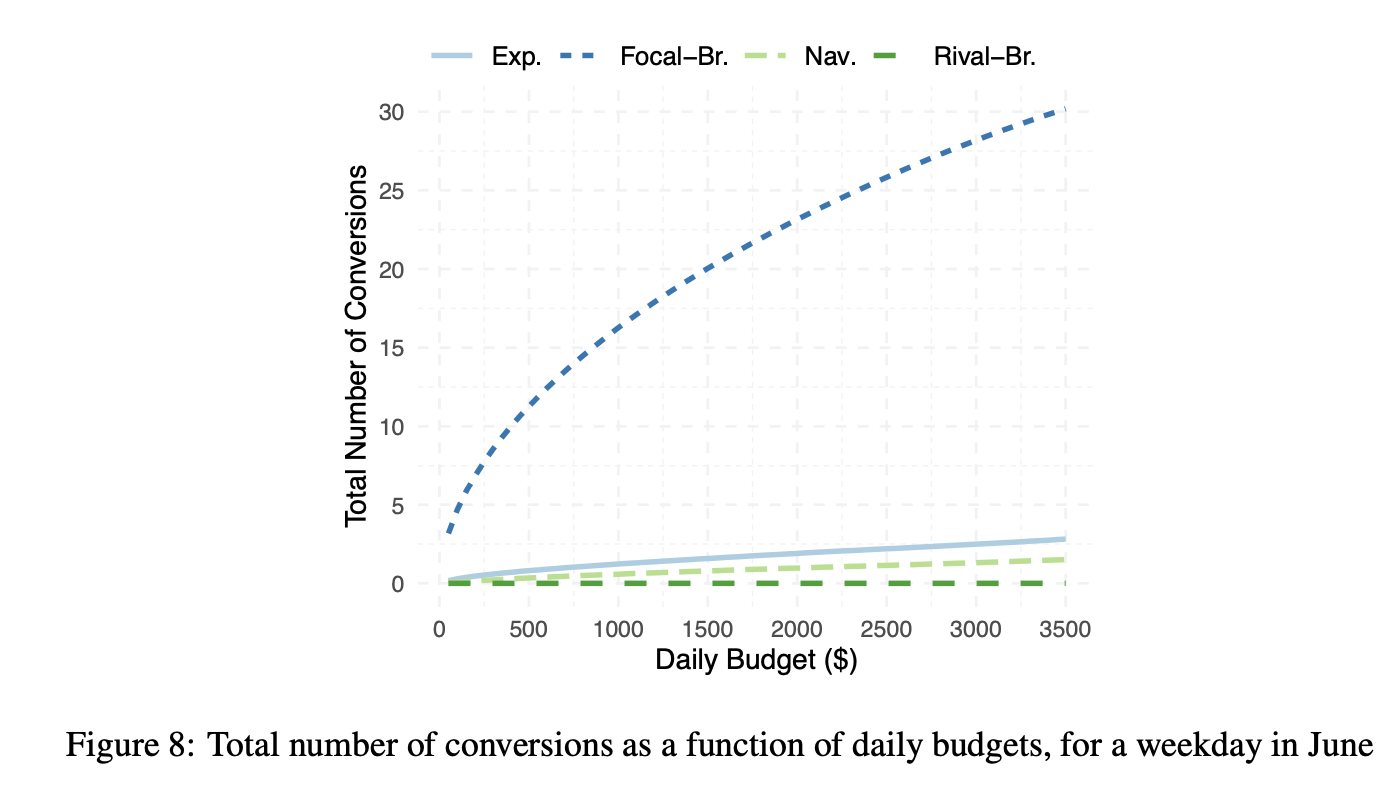 Exp. Focal−Br. Nav. Rival−Br.
30
25
20
15
10
5
0
Total Number of Conversions
0 500 1000 1500 2000 2500 3000 3500
Daily Budget ($)
Figure 8: Total number of conversions as a function of daily budgets, for a weekday in June